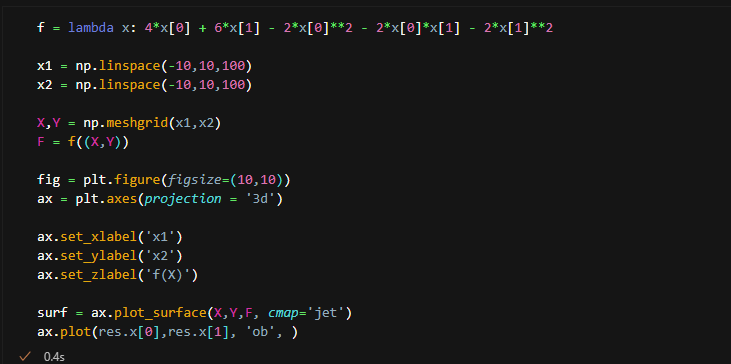 f = lambda x: 4*x[0] + 6*x[1] - 2*x[0]**2 - 2*x[0]*x[1] - 2*x[1]**2
x1 = np.linspace(-10,10,100)
x2 = np.linspace(-10,10,100)
X,Y = np.meshgrid(x1,x2)
F = f((X,Y))
fig = plt.figure(figsize=(10,10))
ax = plt.axes(projection = '3d')
ax.set_xlabel('x1')
ax.set_ylabel('x2')
ax.set_zlabel('f(X)')
surf = ax.plot_surface(X,Y,F, cmap='jet')
ax.plot(res.x[0],res.x[1], 'ob', )
0.4s